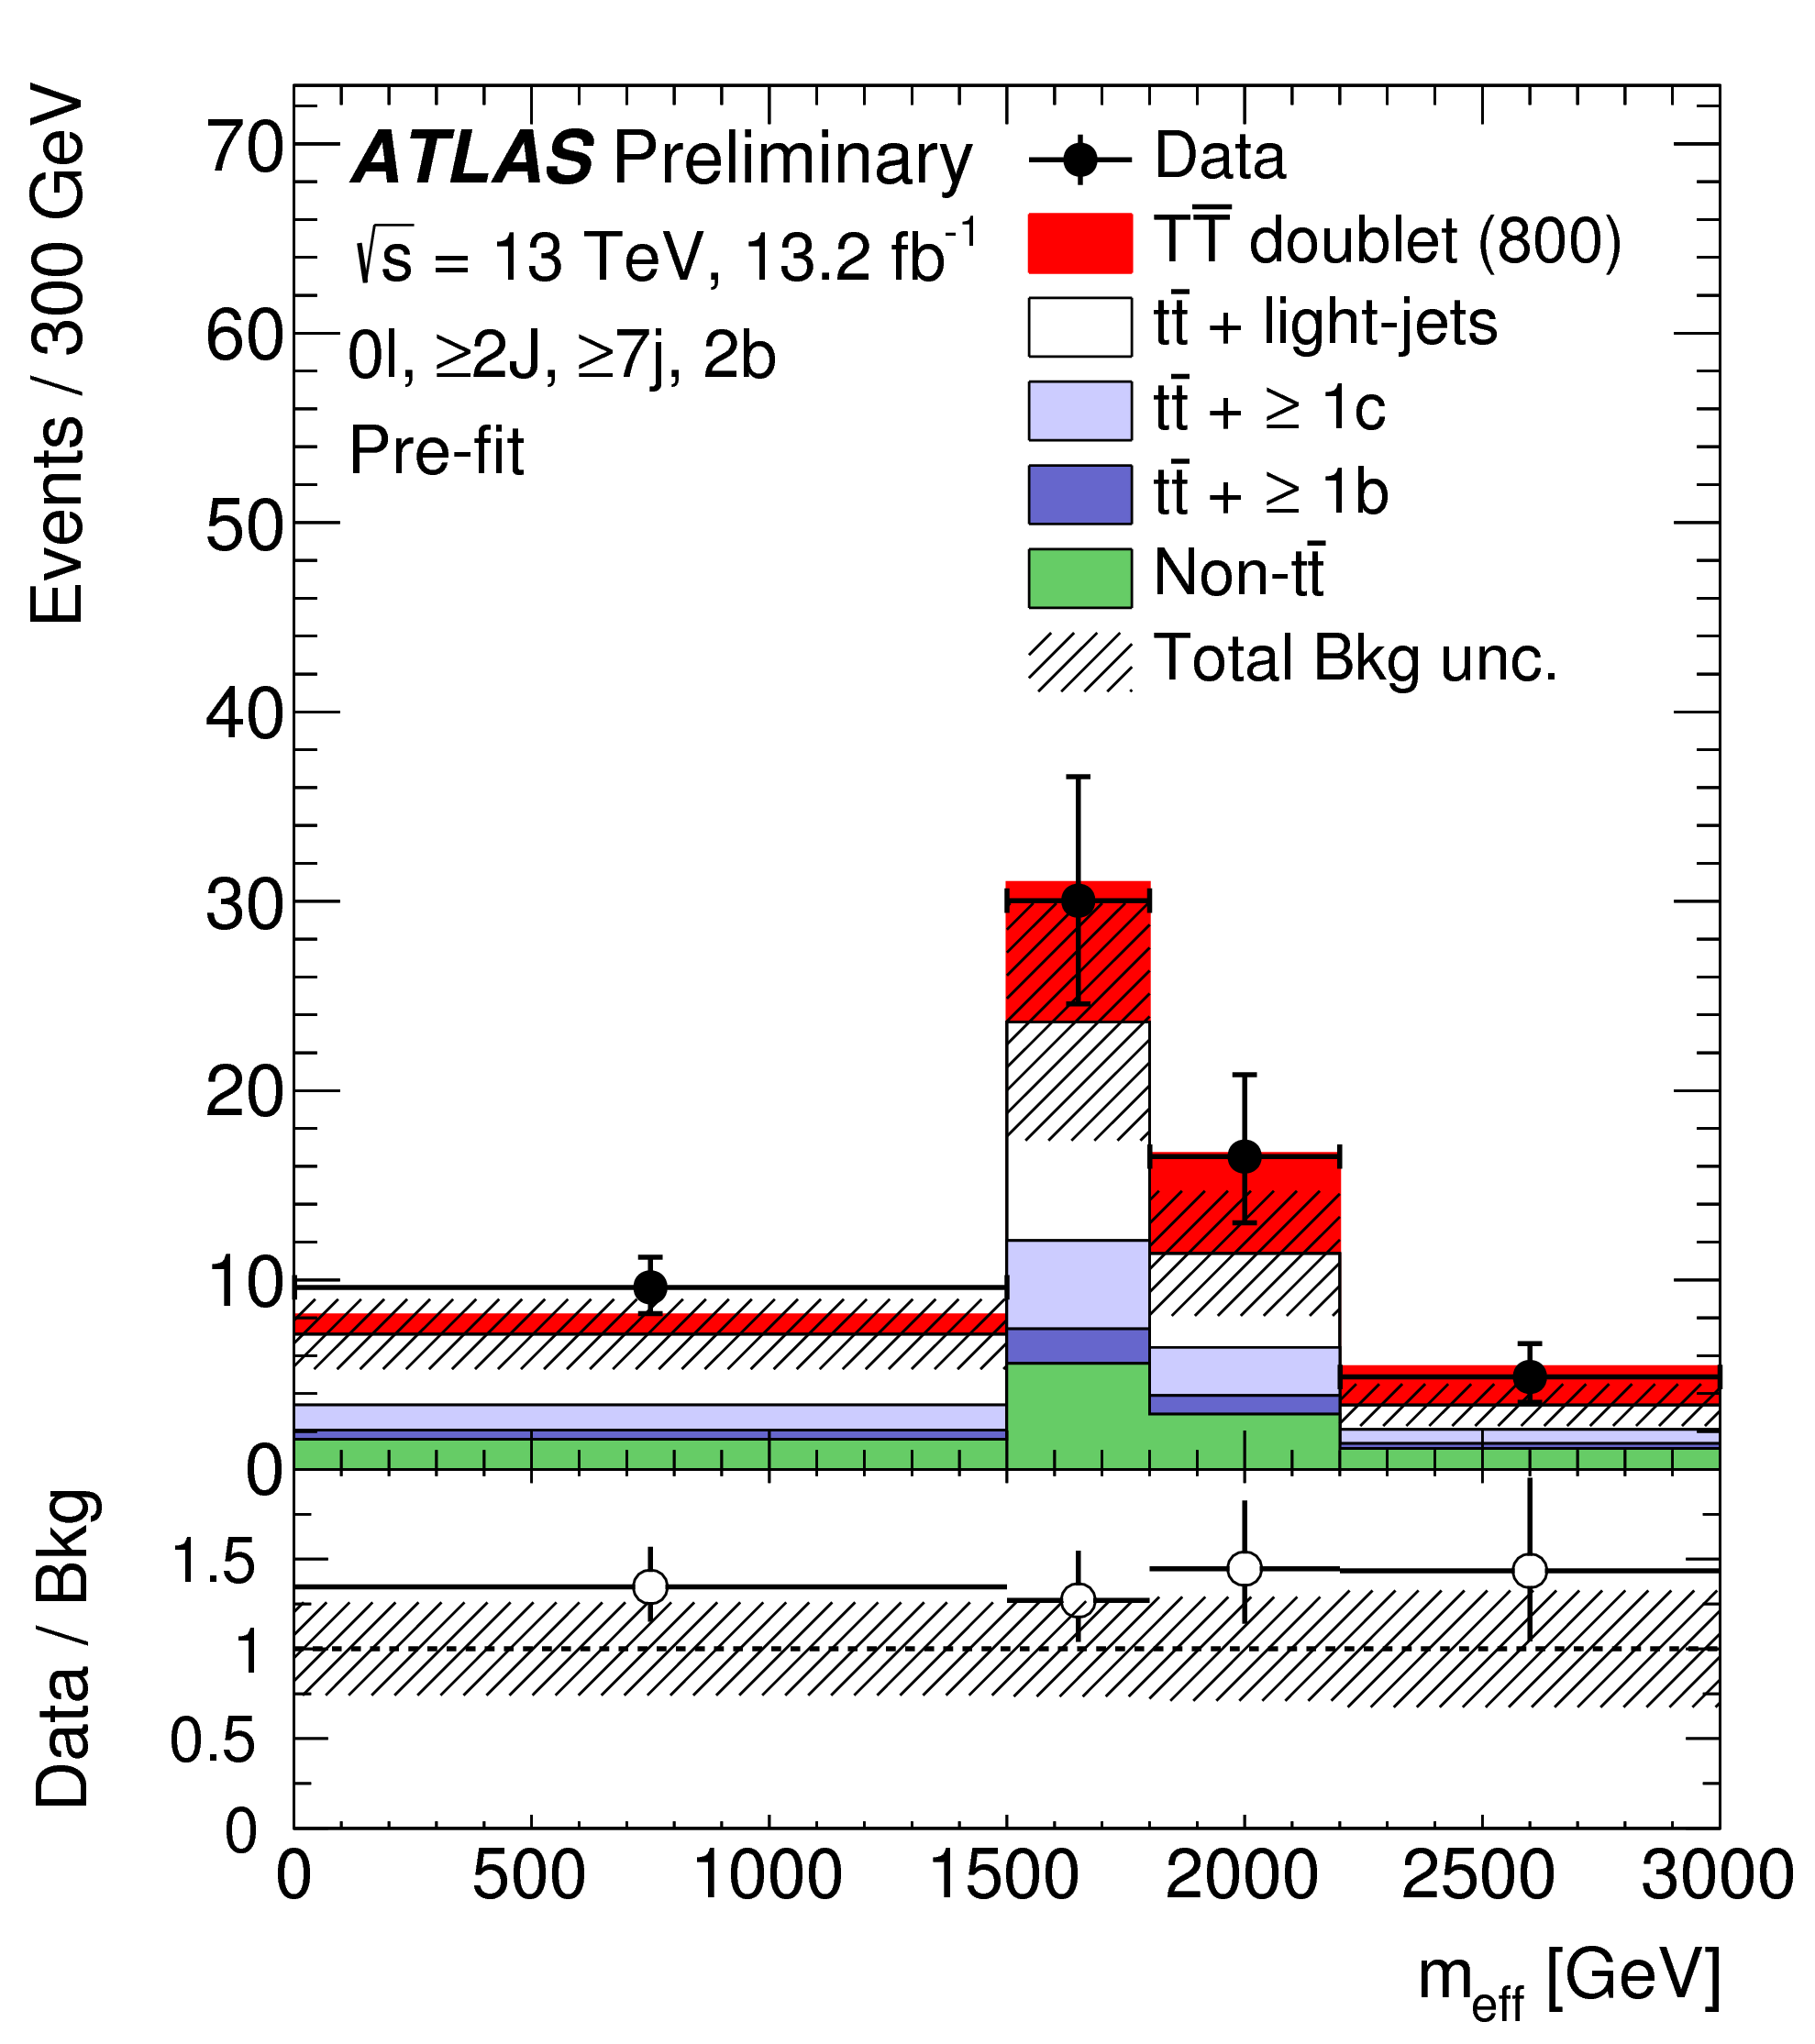 Events / 300 GeV
70
60
50
40
30
20
10
0
ATLAS Preliminary
√s = 13 TeV, 13.2 fb⁻¹
0l, ≥2J, ≥7j, 2b
Pre-fit
Data
TT̅ doublet (800)
tt̅ + light-jets
tt̅ + ≥ 1c
tt̅ + ≥ 1b
Non-tt̅
Total Bkg unc.
Data / Bkg
1.5
1
0.5
0
0 500 1000 1500 2000 2500 3000
m_eff [GeV]